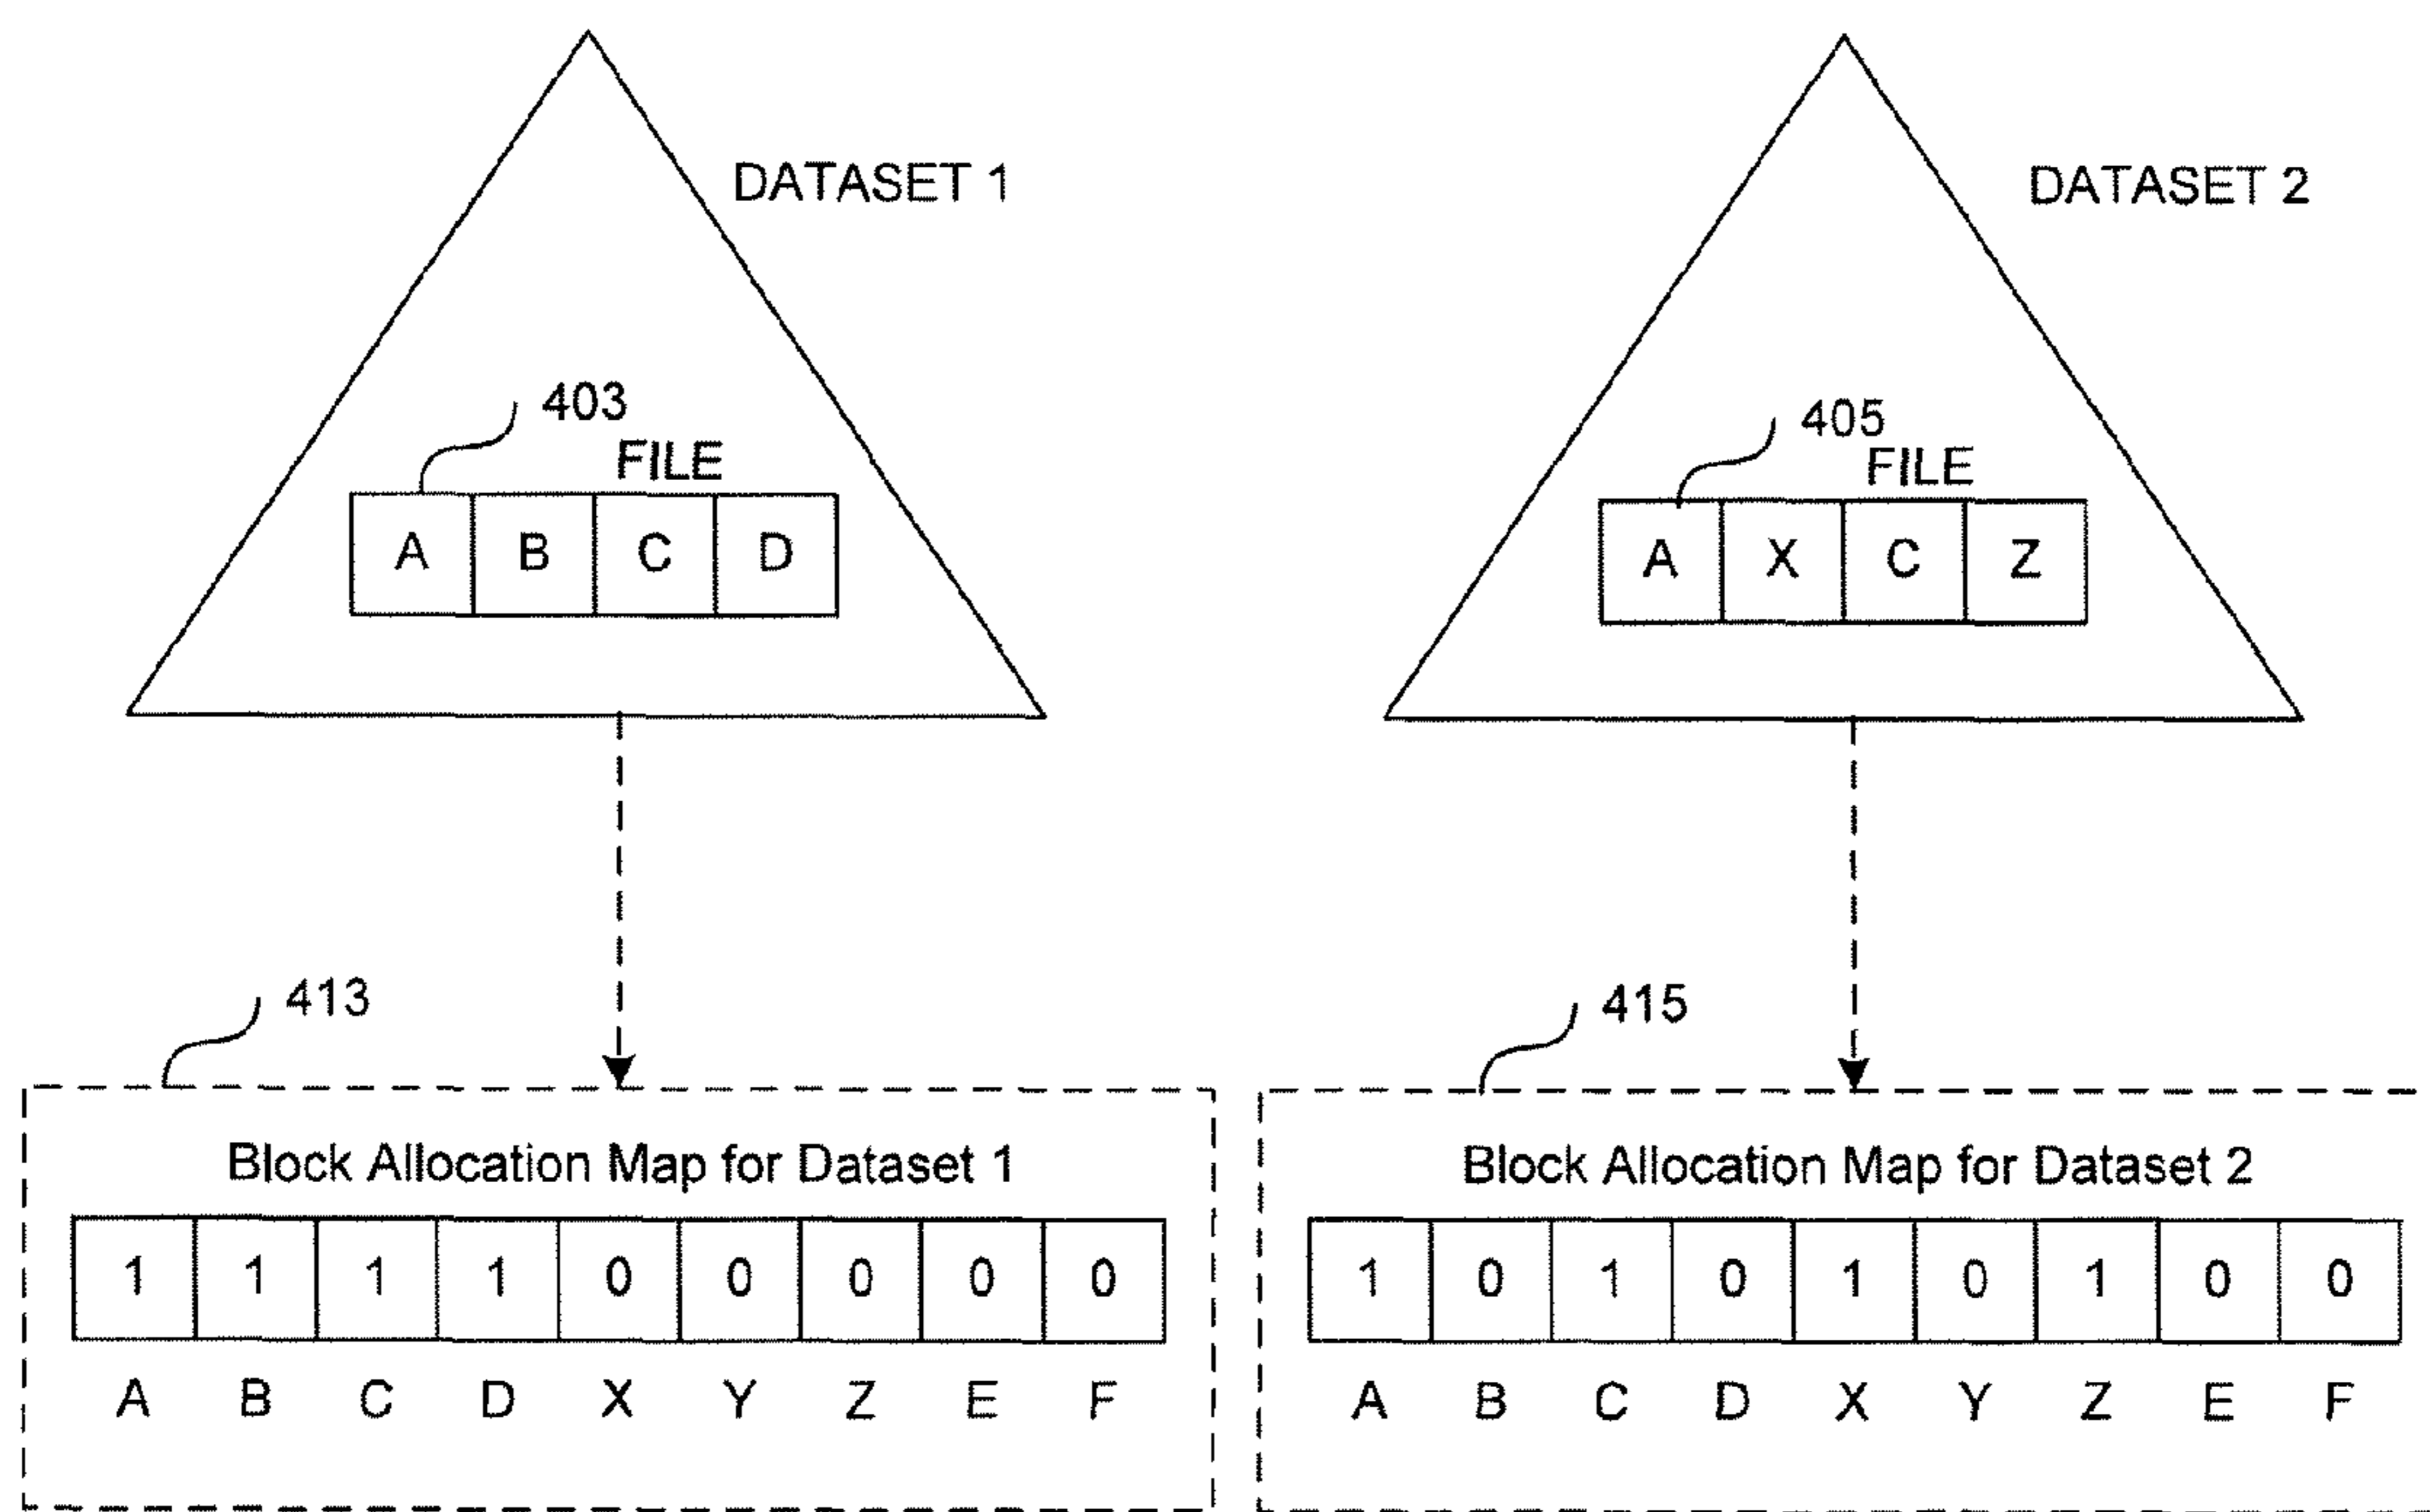 DATASET 1
DATASET 2
403
FILE
A B C D
405
FILE
A X C Z
413
Block Allocation Map for Dataset 1
1 1 1 1 0 0 0 0 0
A B C D X Y Z E F
415
Block Allocation Map for Dataset 2
1 0 1 0 1 0 1 0 0
A B C D X Y Z E F